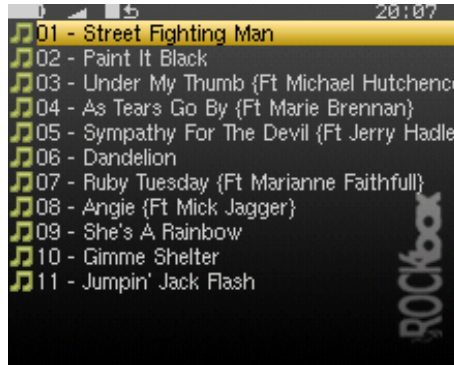 20:07
01 - Street Fighting Man
02 - Paint It Black
03 - Under My Thumb {Ft Michael Hutchenc
04 - As Tears Go By {Ft Marie Brennan}
05 - Sympathy For The Devil {Ft Jerry Hadle
06 - Dandelion
07 - Ruby Tuesday {Ft Marianne Faithfull}
08 - Angie {Ft Mick Jagger}
09 - She's A Rainbow
10 - Gimme Shelter
11 - Jumpin' Jack Flash
ROCKbox